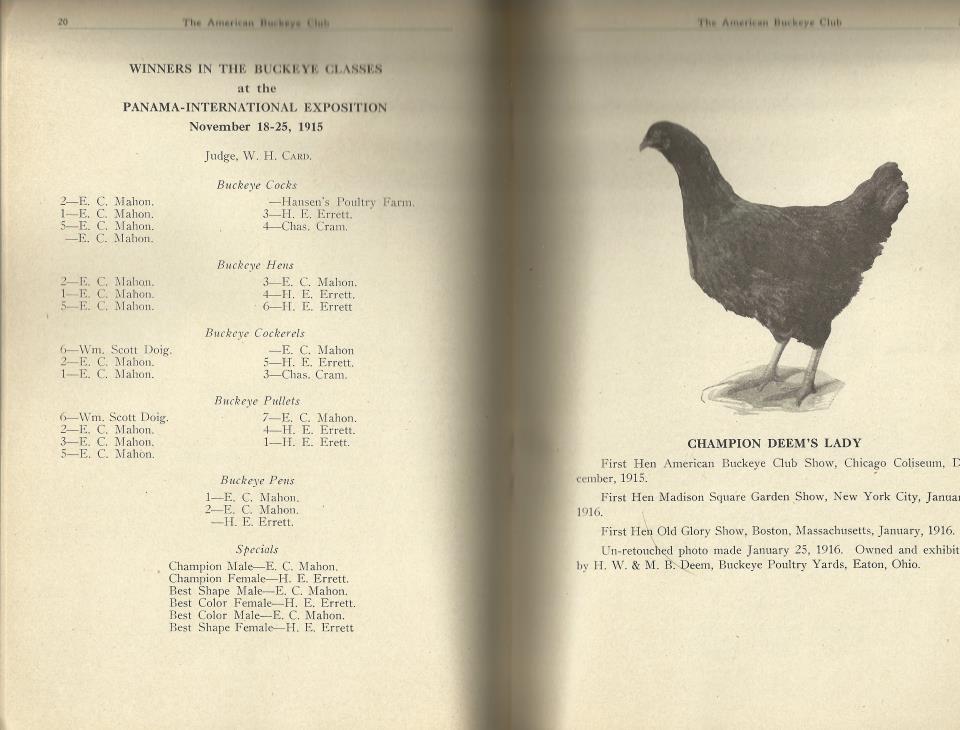 20
The American Buckeye Club
WINNERS IN THE BUCKEYE CLASSES
at the
PANAMA-INTERNATIONAL EXPOSITION
November 18-25, 1915
Judge, W. H. CARD.
Buckeye Cocks
2—E. C. Mahon.
1—E. C. Mahon.
5—E. C. Mahon.
—E. C. Mahon.
—Hansen's Poultry Farm.
3—H. E. Errett.
4—Chas. Cram.
Buckeye Hens
2—E. C. Mahon.
1—E. C. Mahon.
5—E. C. Mahon.
3—E. C. Mahon.
4—H. E. Errett.
6—H. E. Errett
Buckeye Cockerels
6—Wm. Scott Doig.
2—E. C. Mahon.
1—E. C. Mahon.
—E. C. Mahon
5—H. E. Errett.
3—Chas. Cram.
Buckeye Pullets
6—Wm. Scott Doig.
2—E. C. Mahon.
3—E. C. Mahon.
5—E. C. Mahon.
7—E. C. Mahon.
4—H. E. Errett.
1—H. E. Erett.
Buckeye Pens
1—E. C. Mahon.
2—E. C. Mahon.
—H. E. Errett.
Specials
Champion Male—E. C. Mahon.
Champion Female—H. E. Errett.
Best Shape Male—E. C. Mahon.
Best Color Female—H. E. Errett.
Best Color Male—E. C. Mahon.
Best Shape Female—H. E. Errett
The American Buckeye Club
CHAMPION DEEM'S LADY
First Hen American Buckeye Club Show, Chicago Coliseum, D
cember, 1915.
First Hen Madison Square Garden Show, New York City, Januar
1916.
First Hen Old Glory Show, Boston, Massachusetts, January, 1916.
Un-retouched photo made January 25, 1916. Owned and exhibit
by H. W. & M. B. Deem, Buckeye Poultry Yards, Eaton, Ohio.